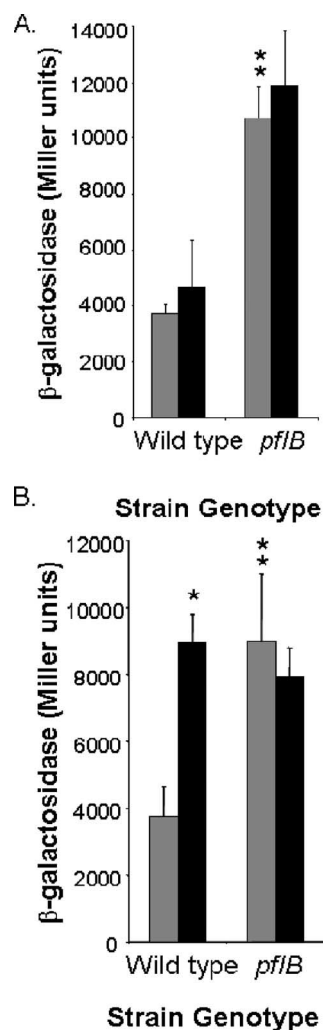 A.
β-galactosidase (Miller units)
14000
12000
10000
8000
6000
4000
2000
0
**
Wild type pflB
Strain Genotype
B.
β-galactosidase (Miller units)
12000
10000
8000
6000
4000
2000
0
*
**
Wild type pflB
Strain Genotype